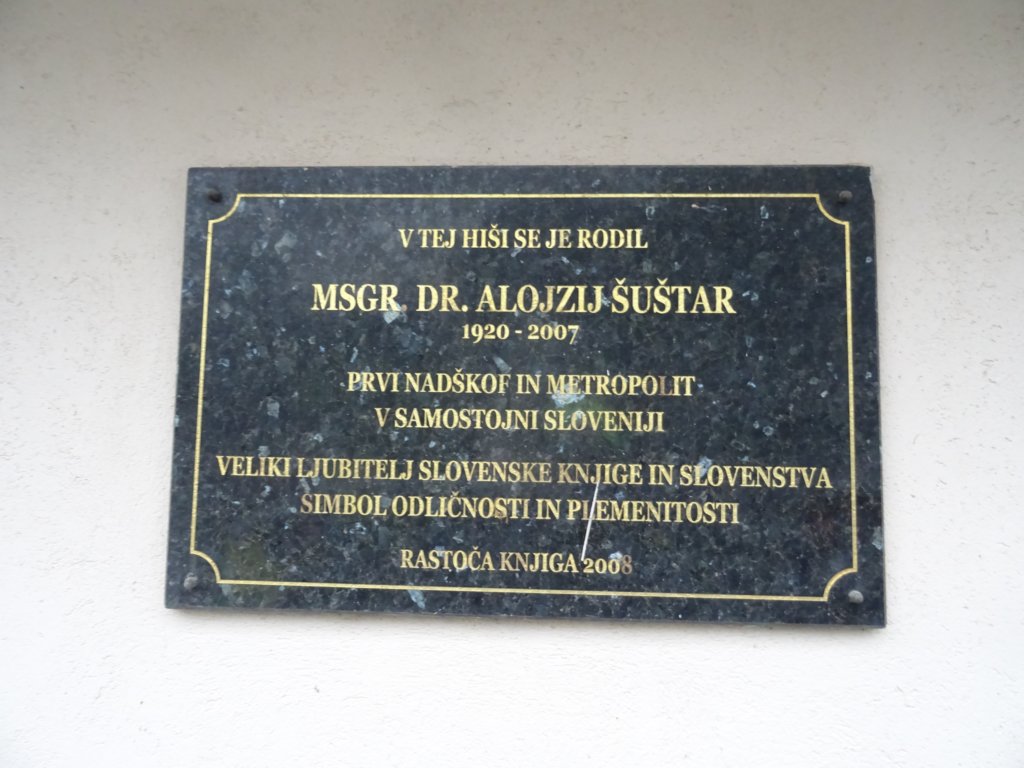 V TEJ HIŠI SE JE RODIL
MSGR. DR. ALOJZIJ ŠUŠTAR
1920 - 2007
PRVI NADŠKOF IN METROPOLIT
V SAMOSTOJNI SLOVENIJI
VELIKI LJUBITELJ SLOVENSKE KNJIGE IN SLOVENSTVA
SIMBOL ODLIČNOSTI IN PLEMENITOSTI
RASTOČA KNJIGA 2008